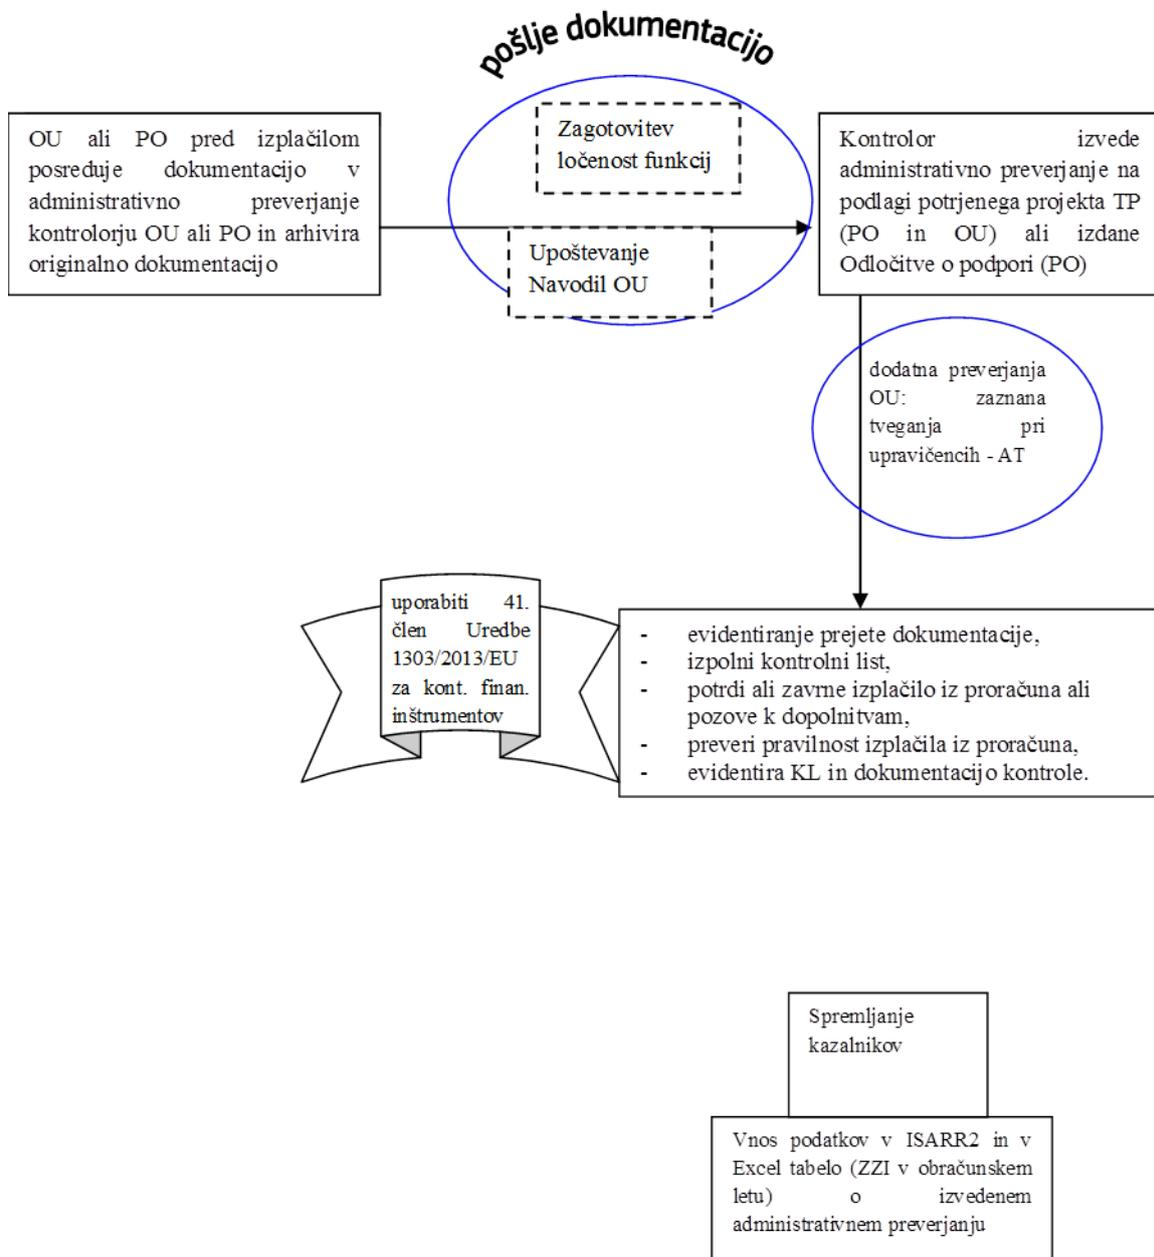 pošlje dokumentacijo
OU ali PO pred izplačilom
posreduje dokumentacijo v
administrativno preverjanje
kontrolorju OU ali PO in arhivira
originalno dokumentacijo
Zagotovitev
ločenost funkcij
Upoštevanje
Navodil OU
Kontrolor izvede
administrativno preverjanje na
podlagi potrjenega projekta TP
(PO in OU) ali izdane
Odločitve o podpori (PO)
dodatna preverjanja
OU: zaznana
tveganja pri
upravičencih - AT
uporabiti 41.
člen Uredbe
1303/2013/EU
za kont. finan.
inštrumentov
- evidentiranje prejete dokumentacije,
- izpolni kontrolni list,
- potrdi ali zavrne izplačilo iz proračuna ali
pozove k dopolnitvam,
- preveri pravilnost izplačila iz proračuna,
- evidentira KL in dokumentacijo kontrole.
Spremljanje
kazalnikov
Vnos podatkov v ISARR2 in v
Excel tabelo (ZZI v obračunskem
letu) o izvedenem
administrativnem preverjanju